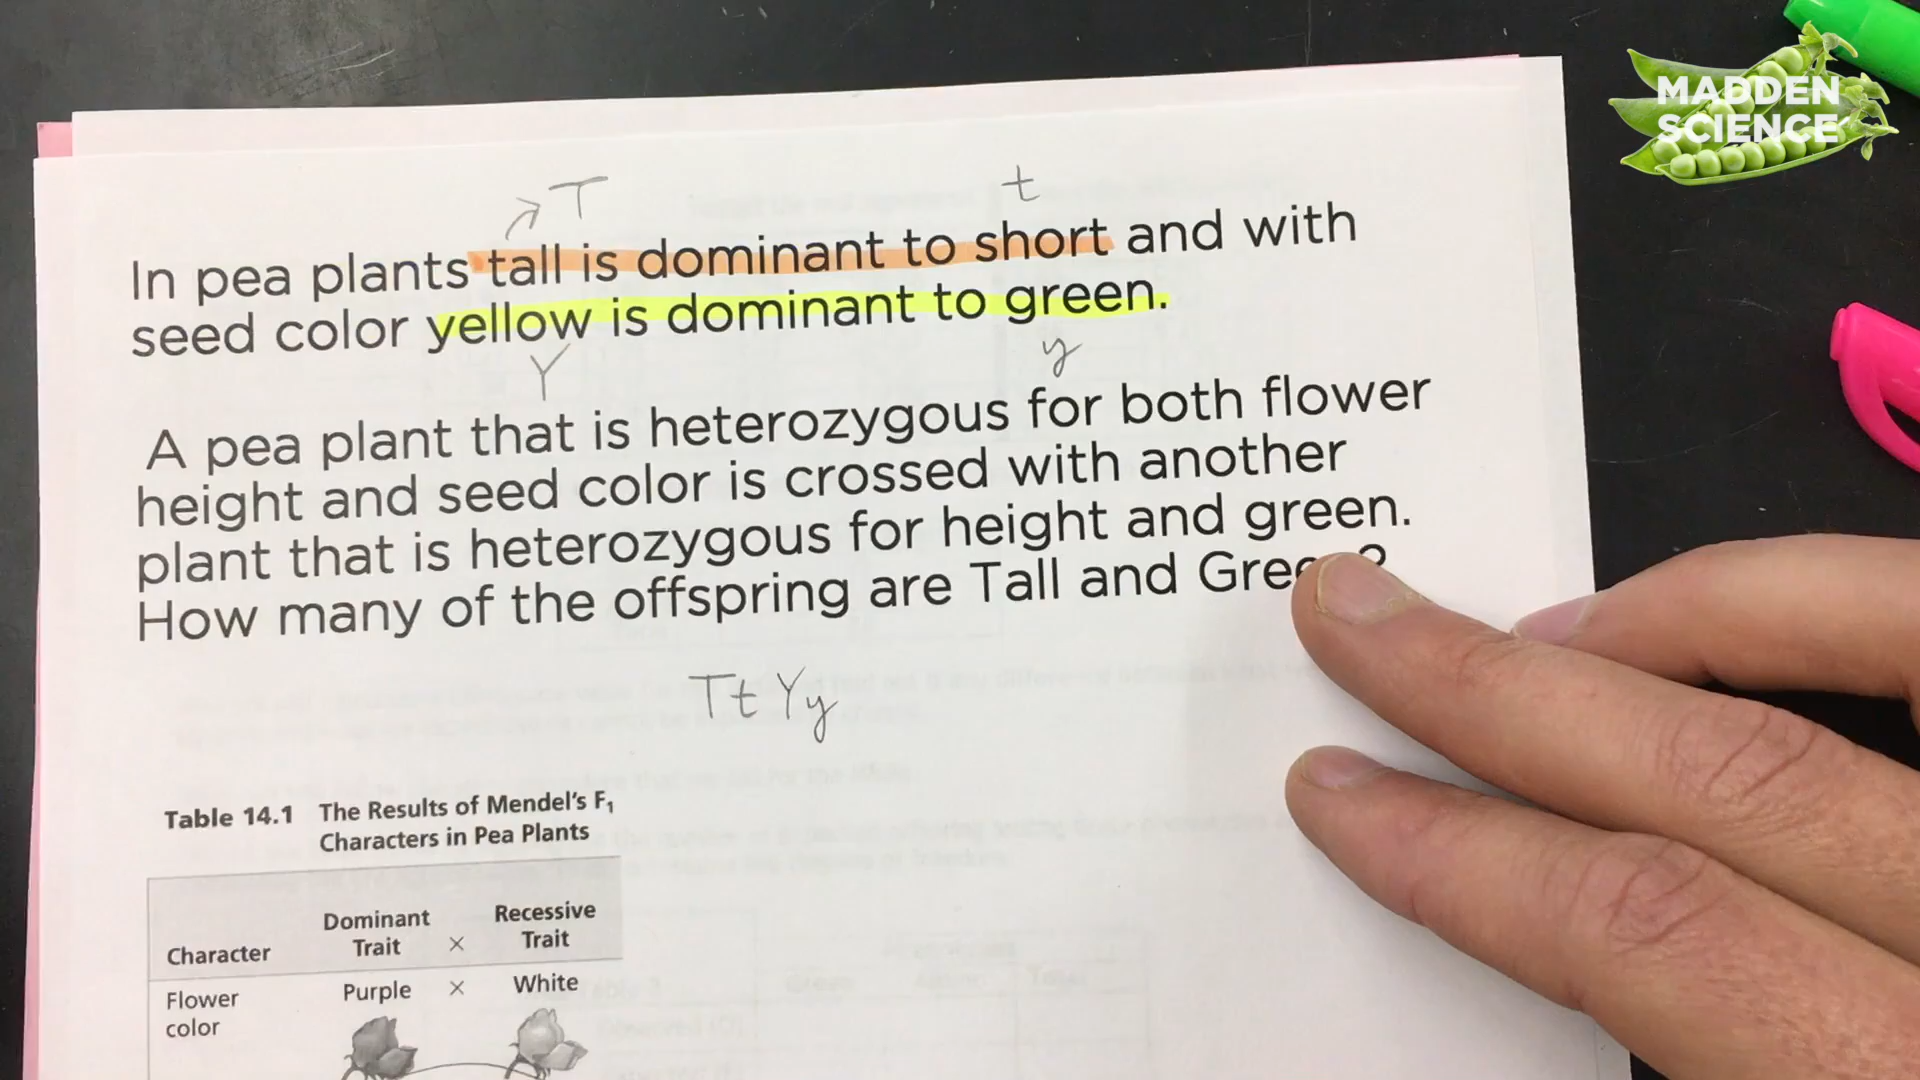 MADDEN
SCIENCE
T
t
In pea plants tall is dominant to short and with
seed color yellow is dominant to green.
Y
y
A pea plant that is heterozygous for both flower
height and seed color is crossed with another
plant that is heterozygous for height and green.
How many of the offspring are Tall and Gree ?
TtYy
Table 14.1 The Results of Mendel's F1
Characters in Pea Plants
Character
Dominant Trait × Recessive Trait
Flower color
Purple × White